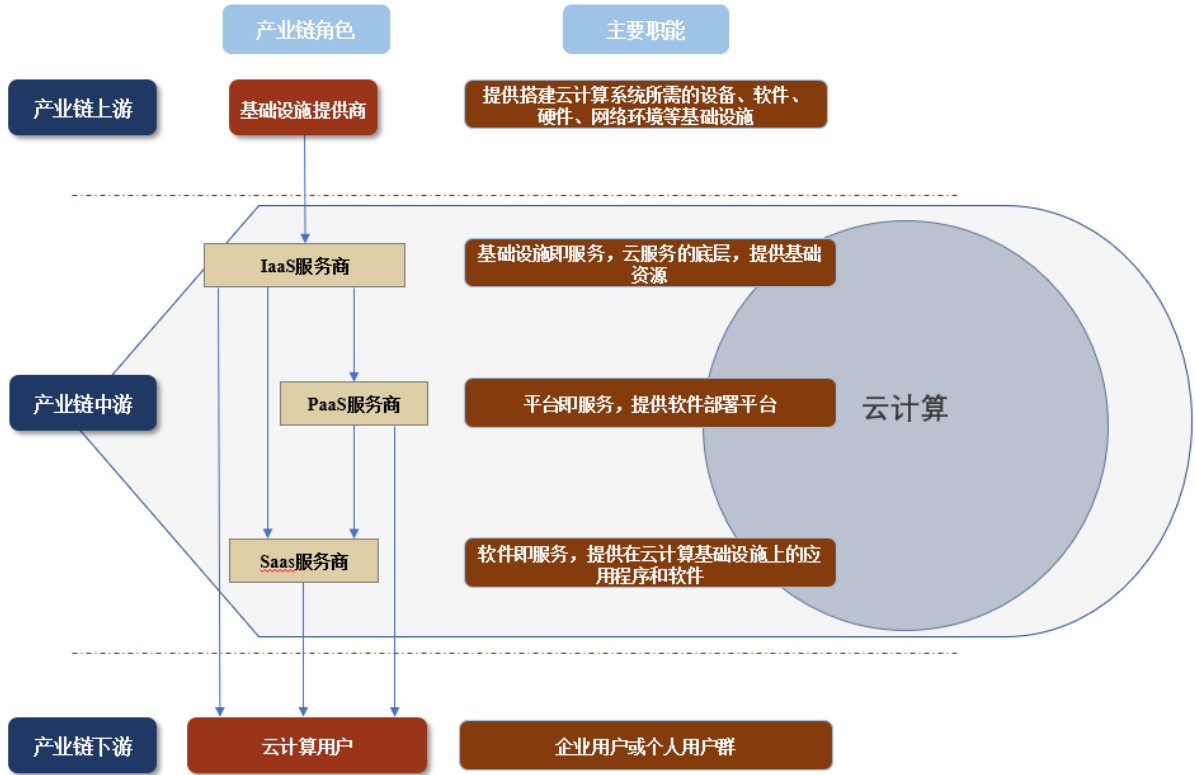 产业链角色
主要职能
产业链上游
基础设施提供商
提供搭建云计算系统所需的设备、软件、
硬件、网络环境等基础设施
IaaS服务商
基础设施即服务，云服务的底层，提供基础
资源
产业链中游
PaaS服务商
平台即服务，提供软件部署平台
云计算
Saas服务商
软件即服务，提供在云计算基础设施上的应
用程序和软件
产业链下游
云计算用户
企业用户或个人用户群